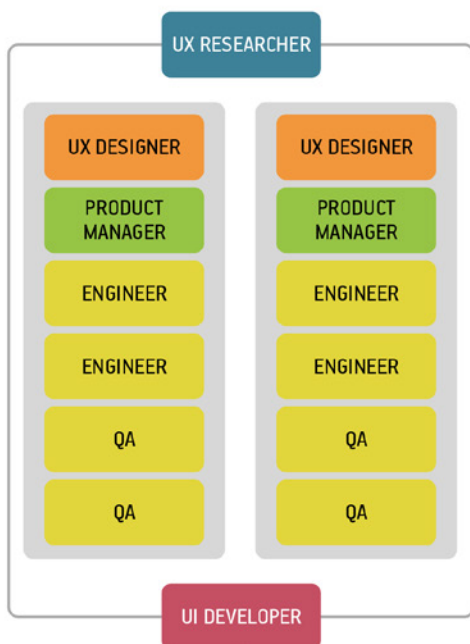 UX RESEARCHER
UX DESIGNER
PRODUCT
MANAGER
ENGINEER
ENGINEER
QA
QA
UX DESIGNER
PRODUCT
MANAGER
ENGINEER
ENGINEER
QA
QA
UI DEVELOPER